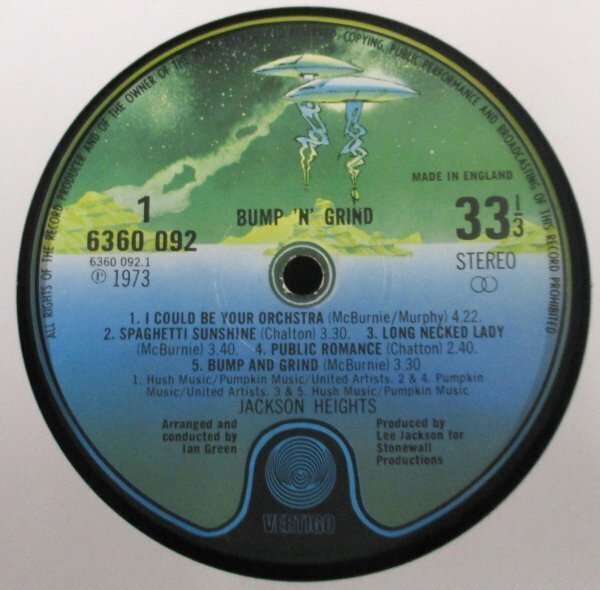 ALL RIGHTS OF THE RECORD PRODUCER AND OF THE OWNER OF THE
COPYING, PUBLIC PERFORMANCE AND BROADCASTING OF THIS RECORD PROHIBITED
MADE IN ENGLAND
1
BUMP 'N' GRIND
33 1/3
6360 092
6360 092.1
STEREO
Ⓟ 1973
1. I COULD BE YOUR ORCHSTRA (McBurnie/Murphy) 4.22.
2. SPAGHETTI SUNSHINE (Chalton) 3.30. 3. LONG NECKED LADY
(McBurnie) 3.40. 4. PUBLIC ROMANCE (Chatton) 2.40.
5. BUMP AND GRIND (McBurnie) 3.30
1. Hush Music/Pumpkin Music/United Artists. 2 & 4. Pumpkin
Music/United Artists. 3 & 5. Hush Music/Pumpkin Music
JACKSON HEIGHTS
Arranged and
conducted by
Ian Green
Produced by
Lee Jackson for
Stonewall
Productions
VERTIGO